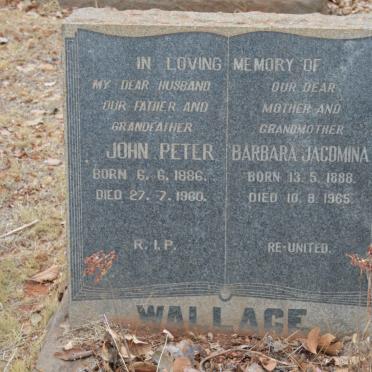 IN LOVING MEMORY OF
MY DEAR HUSBAND
OUR FATHER AND
GRANDFATHER
JOHN PETER
BORN 6. 6. 1886.
DIED 27. 7. 1960.
R. I. P.
OUR DEAR
MOTHER AND
GRANDMOTHER
BARBARA JACOMINA
BORN 13. 5. 1888.
DIED 10. 8. 1965.
RE-UNITED.
WALLACE